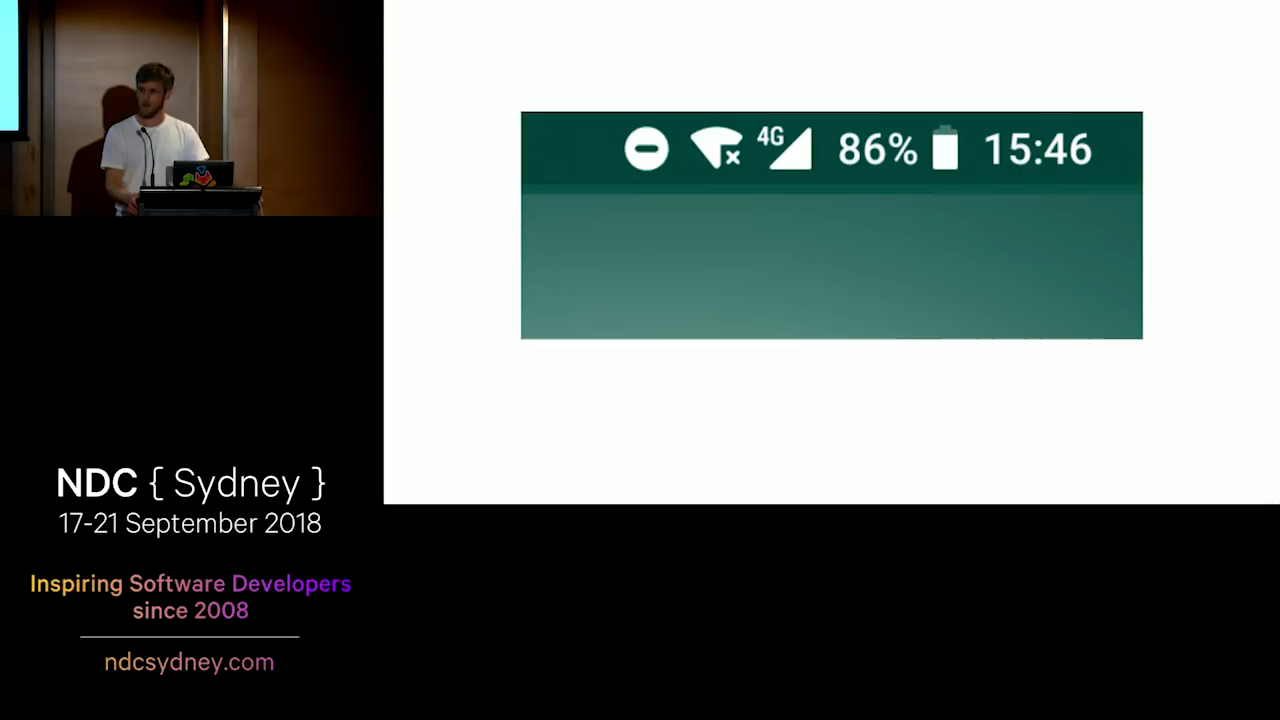 4G 86% 15:46
NDC { Sydney }
17-21 September 2018
Inspiring Software Developers
since 2008
ndcsydney.com